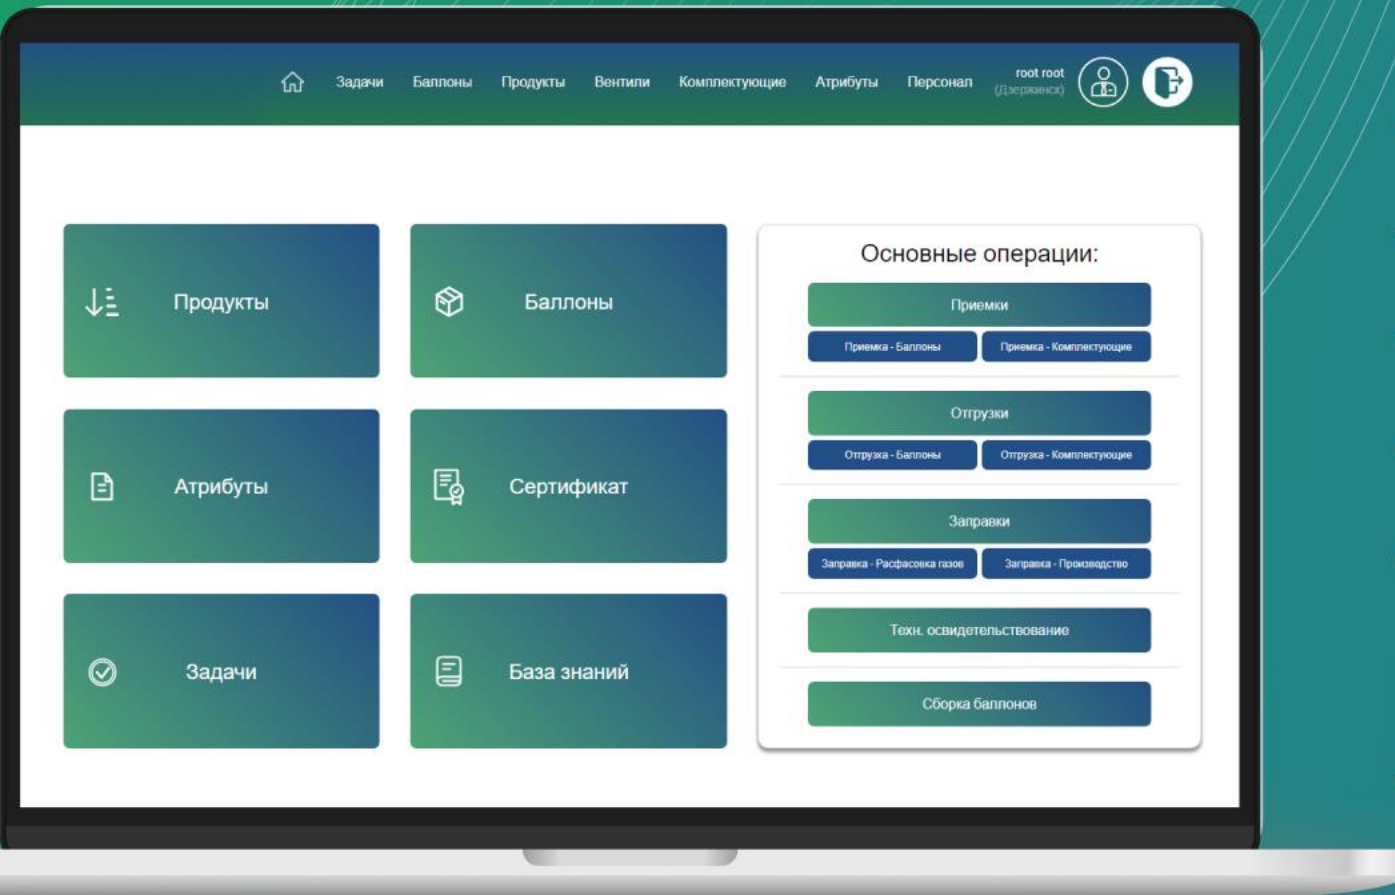 Задачи Баллоны Продукты Вентили Комплектующие Атрибуты Персонал root root
(Дзержинск)
Продукты
Баллоны
Атрибуты
Сертификат
Задачи
База знаний
Основные операции:
Приемки
Приемка - Баллоны Приемка - Комплектующие
Отгрузки
Отгрузка - Баллоны Отгрузка - Комплектующие
Заправки
Заправка - Расфасовка газов Заправка - Производство
Техн. освидетельствование
Сборка баллонов